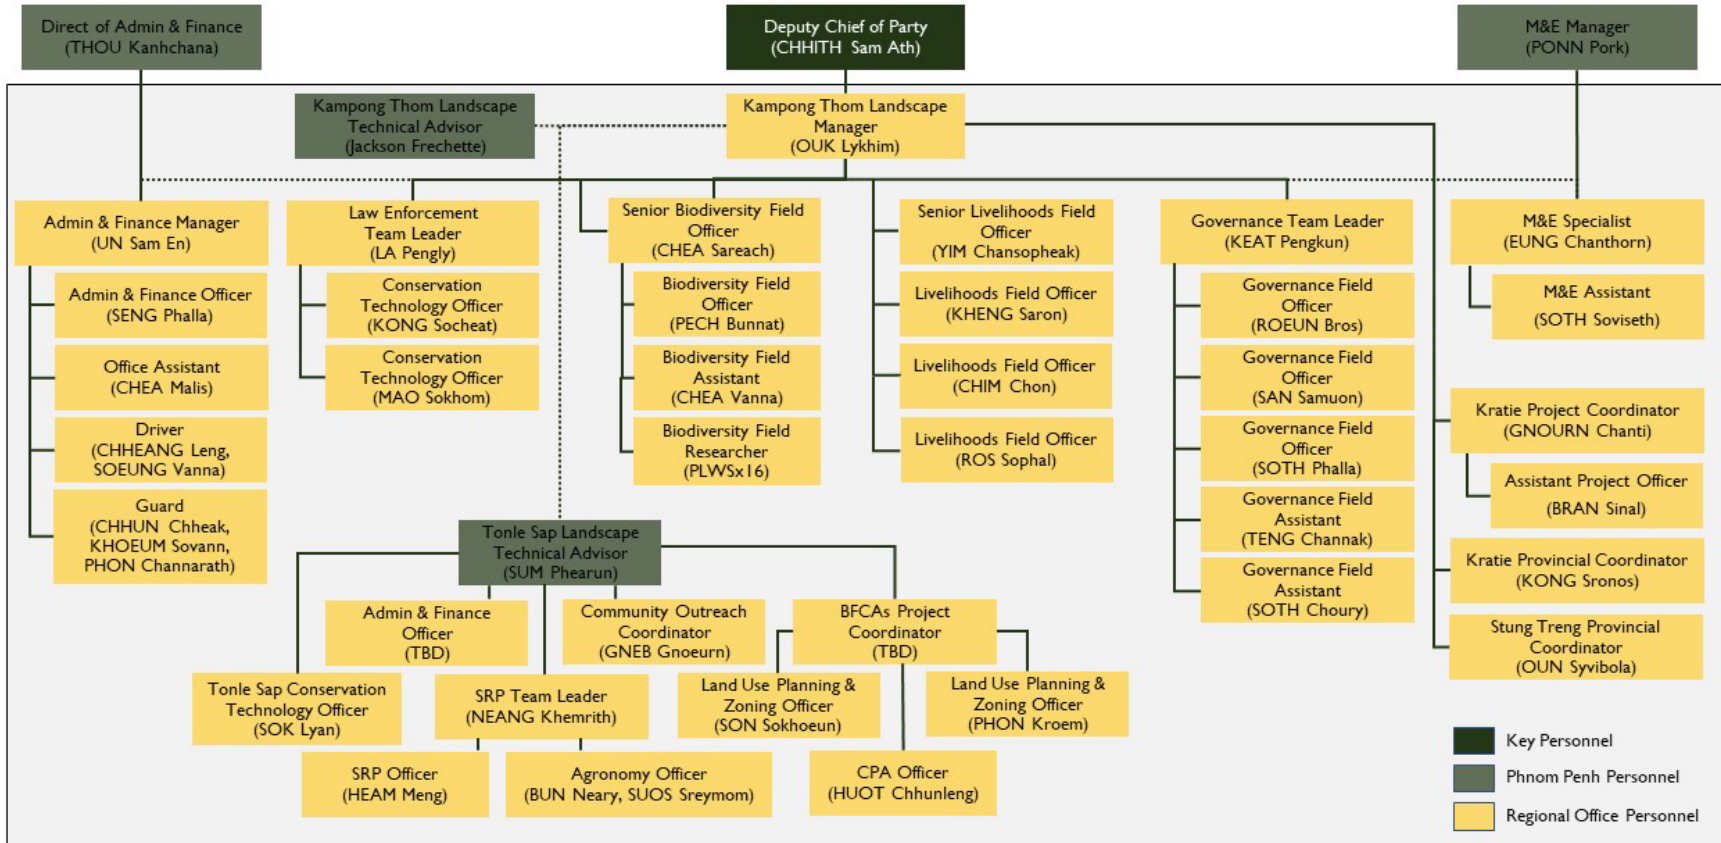 Direct of Admin & Finance
(THOU Kanhchana)
Deputy Chief of Party
(CHHITH Sam Ath)
M&E Manager
(PONN Pork)
Kampong Thom Landscape
Technical Advisor
(Jackson Frechette)
Kampong Thom Landscape
Manager
(OUK Lykhim)
Admin & Finance Manager
(UN Sam En)
Admin & Finance Officer
(SENG Phalla)
Office Assistant
(CHEA Malis)
Driver
(CHHEANG Leng,
SOEUNG Vanna)
Guard
(CHHUN Chheak,
KHOEUM Sovann,
PHON Channarath)
Law Enforcement
Team Leader
(LA Pengly)
Conservation
Technology Officer
(KONG Socheat)
Conservation
Technology Officer
(MAO Sokhom)
Senior Biodiversity Field
Officer
(CHEA Sareach)
Biodiversity Field
Officer
(PECH Bunnat)
Biodiversity Field
Assistant
(CHEA Vanna)
Biodiversity Field
Researcher
(PLWSx16)
Senior Livelihoods Field
Officer
(YIM Chansopheak)
Livelihoods Field Officer
(KHENG Saron)
Livelihoods Field Officer
(CHIM Chon)
Livelihoods Field Officer
(ROS Sophal)
Governance Team Leader
(KEAT Pengkun)
Governance Field
Officer
(ROEUN Bros)
Governance Field
Officer
(SAN Samuon)
Governance Field
Officer
(SOTH Phalla)
Governance Field
Assistant
(TENG Channak)
Governance Field
Assistant
(SOTH Choury)
M&E Specialist
(EUNG Chanthorn)
M&E Assistant
(SOTH Soviseth)
Kratie Project Coordinator
(GNOURN Chanti)
Assistant Project Officer
(BRAN Sinal)
Kratie Provincial Coordinator
(KONG Sronos)
Stung Treng Provincial
Coordinator
(OUN Syvibola)
Tonle Sap Landscape
Technical Advisor
(SUM Phearun)
Admin & Finance
Officer
(TBD)
Community Outreach
Coordinator
(GNEB Gnoeurn)
BFCAs Project
Coordinator
(TBD)
Tonle Sap Conservation
Technology Officer
(SOK Lyan)
SRP Team Leader
(NEANG Khemrith)
Land Use Planning &
Zoning Officer
(SON Sokhoeun)
Land Use Planning &
Zoning Officer
(PHON Kroem)
SRP Officer
(HEAM Meng)
Agronomy Officer
(BUN Neary, SUOS Sreymom)
CPA Officer
(HUOT Chhunleng)
Key Personnel
Phnom Penh Personnel
Regional Office Personnel